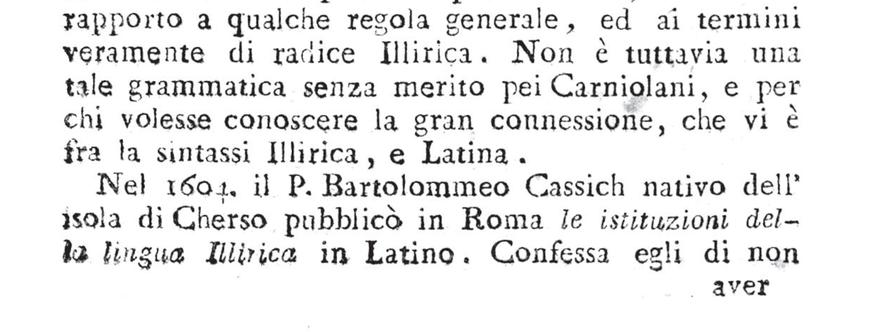 rapporto a qualche regola generale, ed ai termini
veramente di radice Illirica. Non è tuttavia una
tale grammatica senza merito pei Carniolani, e per
chi volesse conoscere la gran connessione, che vi è
fra la sintassi Illirica, e Latina.
Nel 1604. il P. Bartolommeo Cassich nativo dell'
isola di Cherso pubblicò in Roma le istituzioni del-
la lingua Illirica in Latino. Confessa egli di non
aver